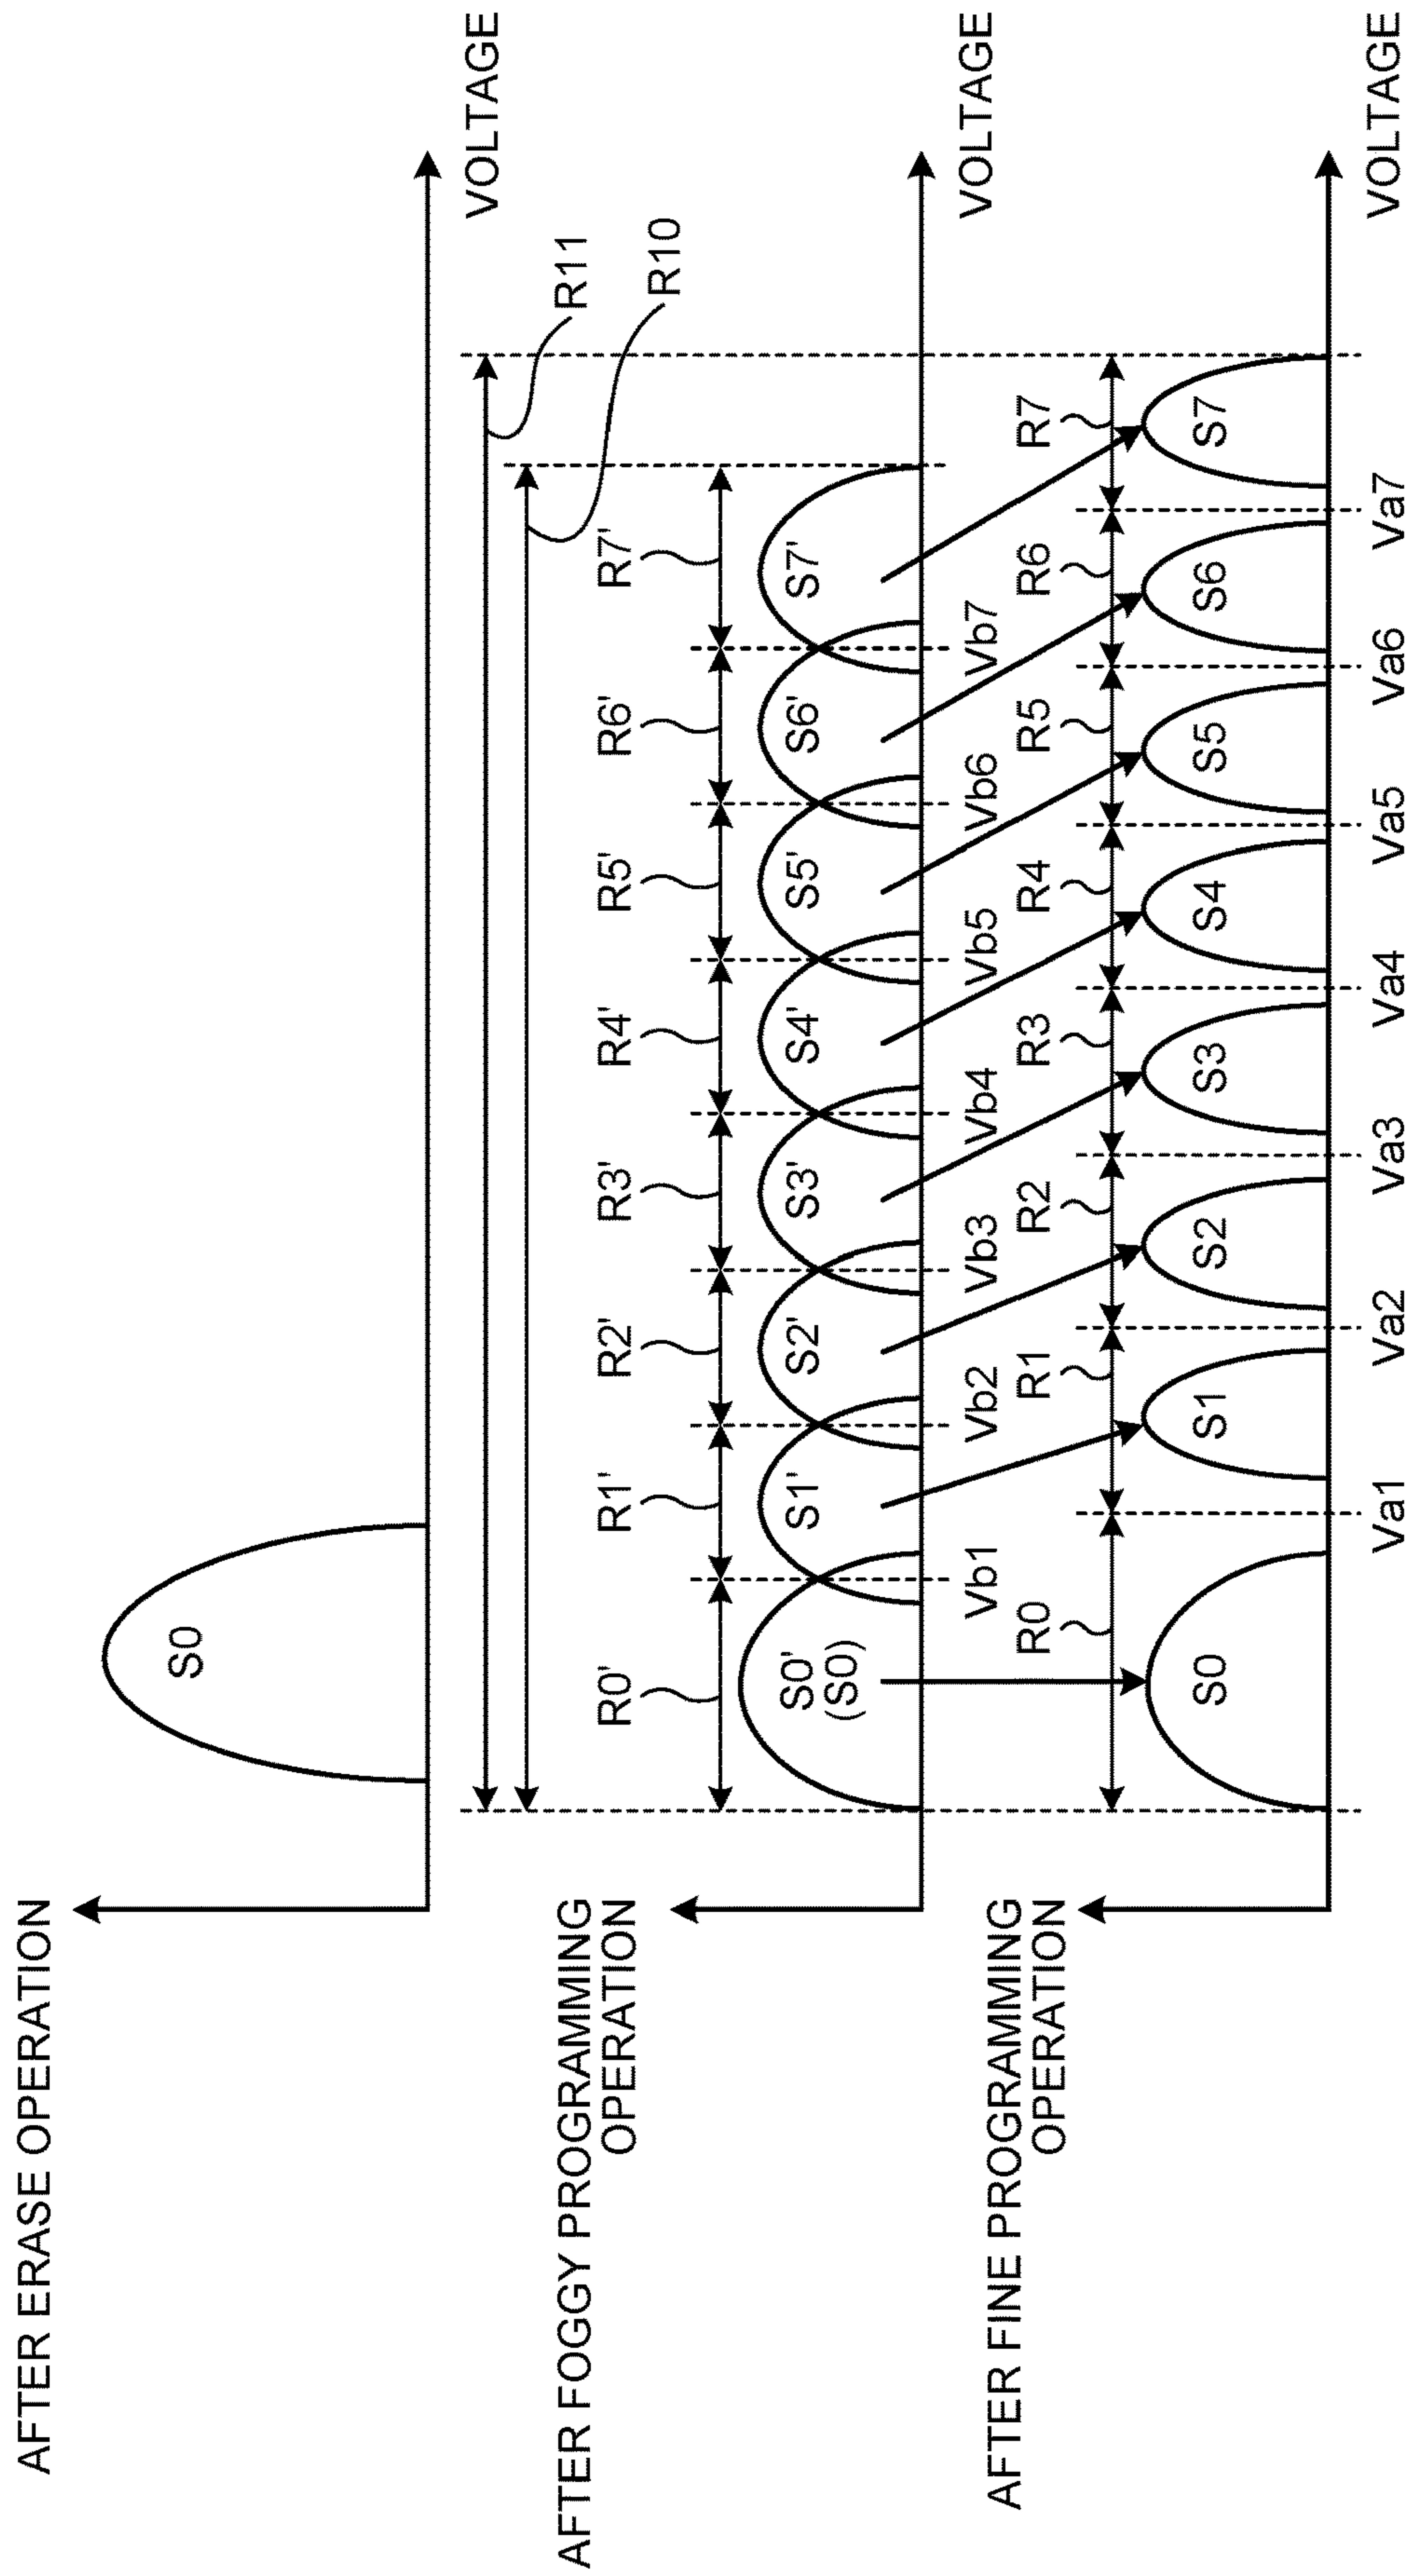 AFTER ERASE OPERATION
S0
VOLTAGE
R11
R10
AFTER FOGGY PROGRAMMING
OPERATION
R0' R1' R2' R3' R4' R5' R6' R7'
S0' S1' S2' S3' S4' S5' S6' S7'
(S0)
VOLTAGE
Vb1 Vb2 Vb3 Vb4 Vb5 Vb6 Vb7
AFTER FINE PROGRAMMING
OPERATION
R0 R1 R2 R3 R4 R5 R6 R7
S0 S1 S2 S3 S4 S5 S6 S7
VOLTAGE
Va1 Va2 Va3 Va4 Va5 Va6 Va7